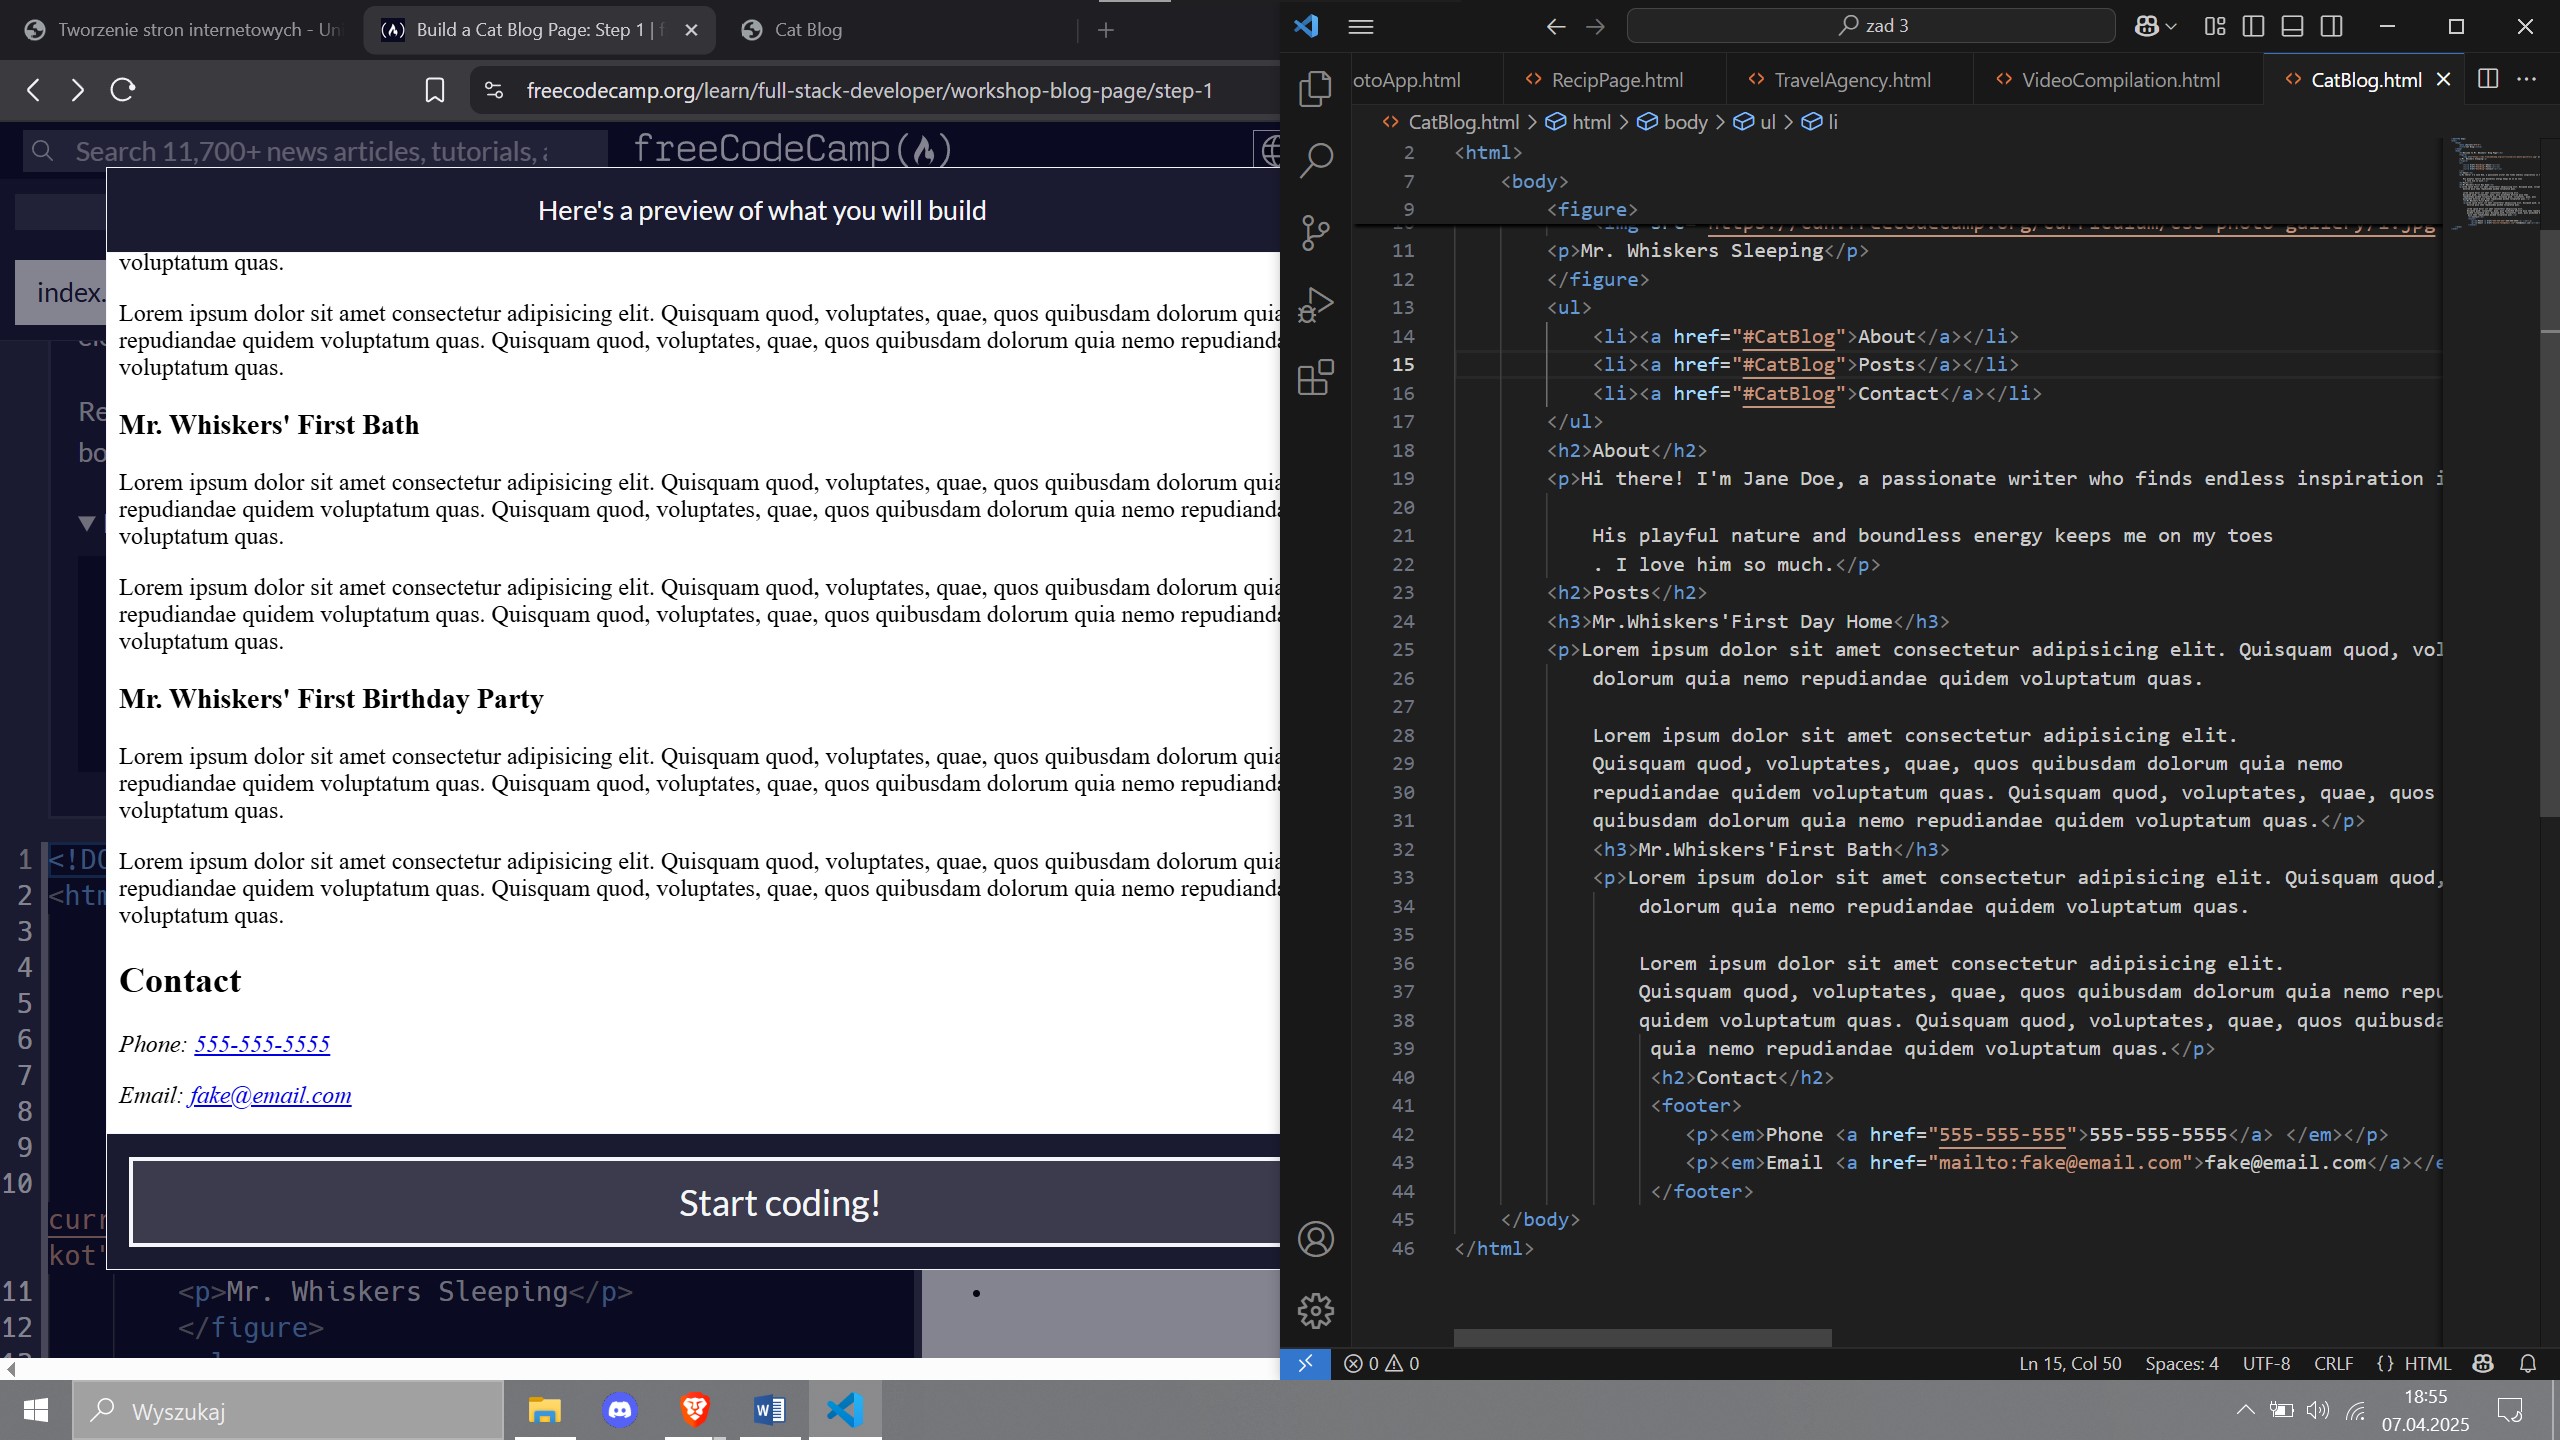 Tworzenie stron internetowych - Un
Build a Cat Blog Page: Step 1 | f
Cat Blog
freecodecamp.org/learn/full-stack-developer/workshop-blog-page/step-1
Search 11,700+ news articles, tutorials,
freeCodeCamp(🔥)
index.
Here's a preview of what you will build
voluptatum quas.
Lorem ipsum dolor sit amet consectetur adipisicing elit. Quisquam quod, voluptates, quae, quos quibusdam dolorum quia
repudiandae quidem voluptatum quas. Quisquam quod, voluptates, quae, quos quibusdam dolorum quia nemo repudianda
voluptatum quas.
Mr. Whiskers' First Bath
Lorem ipsum dolor sit amet consectetur adipisicing elit. Quisquam quod, voluptates, quae, quos quibusdam dolorum quia
repudiandae quidem voluptatum quas. Quisquam quod, voluptates, quae, quos quibusdam dolorum quia nemo repudianda
voluptatum quas.
Lorem ipsum dolor sit amet consectetur adipisicing elit. Quisquam quod, voluptates, quae, quos quibusdam dolorum quia
repudiandae quidem voluptatum quas. Quisquam quod, voluptates, quae, quos quibusdam dolorum quia nemo repudianda
voluptatum quas.
Mr. Whiskers' First Birthday Party
Lorem ipsum dolor sit amet consectetur adipisicing elit. Quisquam quod, voluptates, quae, quos quibusdam dolorum quia
repudiandae quidem voluptatum quas. Quisquam quod, voluptates, quae, quos quibusdam dolorum quia nemo repudianda
voluptatum quas.
Lorem ipsum dolor sit amet consectetur adipisicing elit. Quisquam quod, voluptates, quae, quos quibusdam dolorum quia
repudiandae quidem voluptatum quas. Quisquam quod, voluptates, quae, quos quibusdam dolorum quia nemo repudianda
voluptatum quas.
Contact
Phone: 555-555-5555
Email: fake@email.com
Start coding!
Re
bo
1 <!DO
2 <htm
3
4
5
6
7
8
9
10
curr
kot"
11 <p>Mr. Whiskers Sleeping</p>
12 </figure>
zad 3
otoApp.html
RecipPage.html
TravelAgency.html
VideoCompilation.html
CatBlog.html
CatBlog.html > html > body > ul > li
2 <html>
7 <body>
9 <figure>
11 <p>Mr. Whiskers Sleeping</p>
12 </figure>
13 <ul>
14 <li><a href="#CatBlog">About</a></li>
15 <li><a href="#CatBlog">Posts</a></li>
16 <li><a href="#CatBlog">Contact</a></li>
17 </ul>
18 <h2>About</h2>
19 <p>Hi there! I'm Jane Doe, a passionate writer who finds endless inspiration i
20
21 His playful nature and boundless energy keeps me on my toes
22 . I love him so much.</p>
23 <h2>Posts</h2>
24 <h3>Mr.Whiskers'First Day Home</h3>
25 <p>Lorem ipsum dolor sit amet consectetur adipisicing elit. Quisquam quod, vol
26 dolorum quia nemo repudiandae quidem voluptatum quas.
27
28 Lorem ipsum dolor sit amet consectetur adipisicing elit.
29 Quisquam quod, voluptates, quae, quos quibusdam dolorum quia nemo
30 repudiandae quidem voluptatum quas. Quisquam quod, voluptates, quae, quos
31 quibusdam dolorum quia nemo repudiandae quidem voluptatum quas.</p>
32 <h3>Mr.Whiskers'First Bath</h3>
33 <p>Lorem ipsum dolor sit amet consectetur adipisicing elit. Quisquam quod,
34 dolorum quia nemo repudiandae quidem voluptatum quas.
35
36 Lorem ipsum dolor sit amet consectetur adipisicing elit.
37 Quisquam quod, voluptates, quae, quos quibusdam dolorum quia nemo repu
38 quidem voluptatum quas. Quisquam quod, voluptates, quae, quos quibusda
39 quia nemo repudiandae quidem voluptatum quas.</p>
40 <h2>Contact</h2>
41 <footer>
42 <p><em>Phone <a href="555-555-555">555-555-5555</a> </em></p>
43 <p><em>Email <a href="mailto:fake@email.com">fake@email.com</a></e
44 </footer>
45 </body>
46 </html>
0 0
Ln 15, Col 50
Spaces: 4
UTF-8
CRLF
{} HTML
Wyszukaj
18:55
07.04.2025